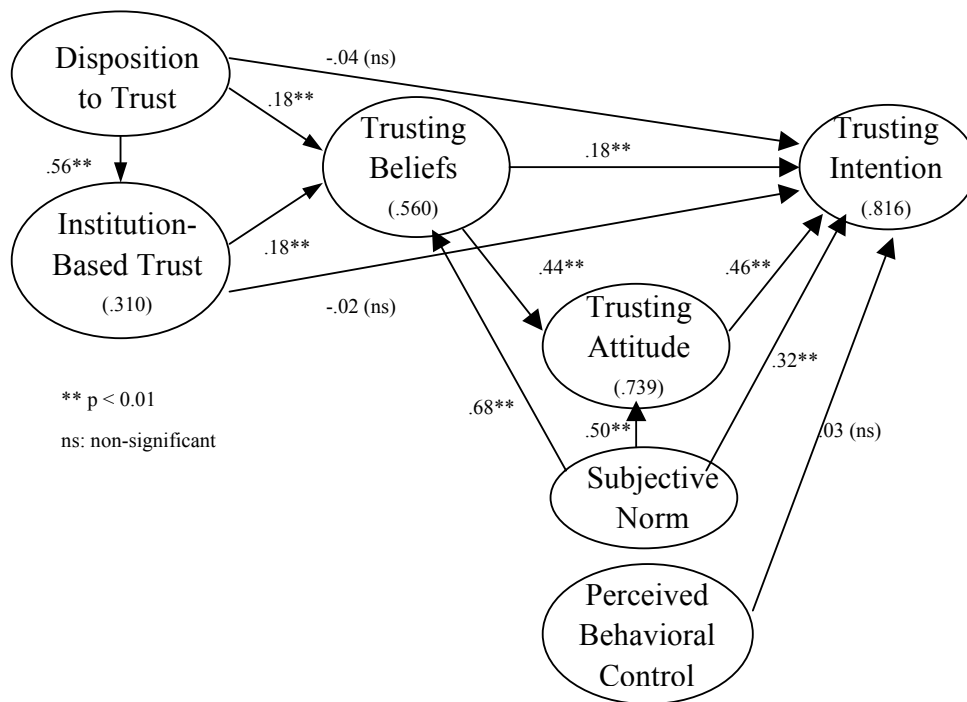 Disposition
to Trust
-.04 (ns)
.18**
Trusting
Beliefs
(.560)
.18**
Trusting
Intention
(.816)
.56**
Institution-
Based Trust
(.310)
.18**
-.02 (ns)
.44**
.46**
Trusting
Attitude
(.739)
.32**
** p < 0.01
ns: non-significant
.68**
.50**
.03 (ns)
Subjective
Norm
Perceived
Behavioral
Control